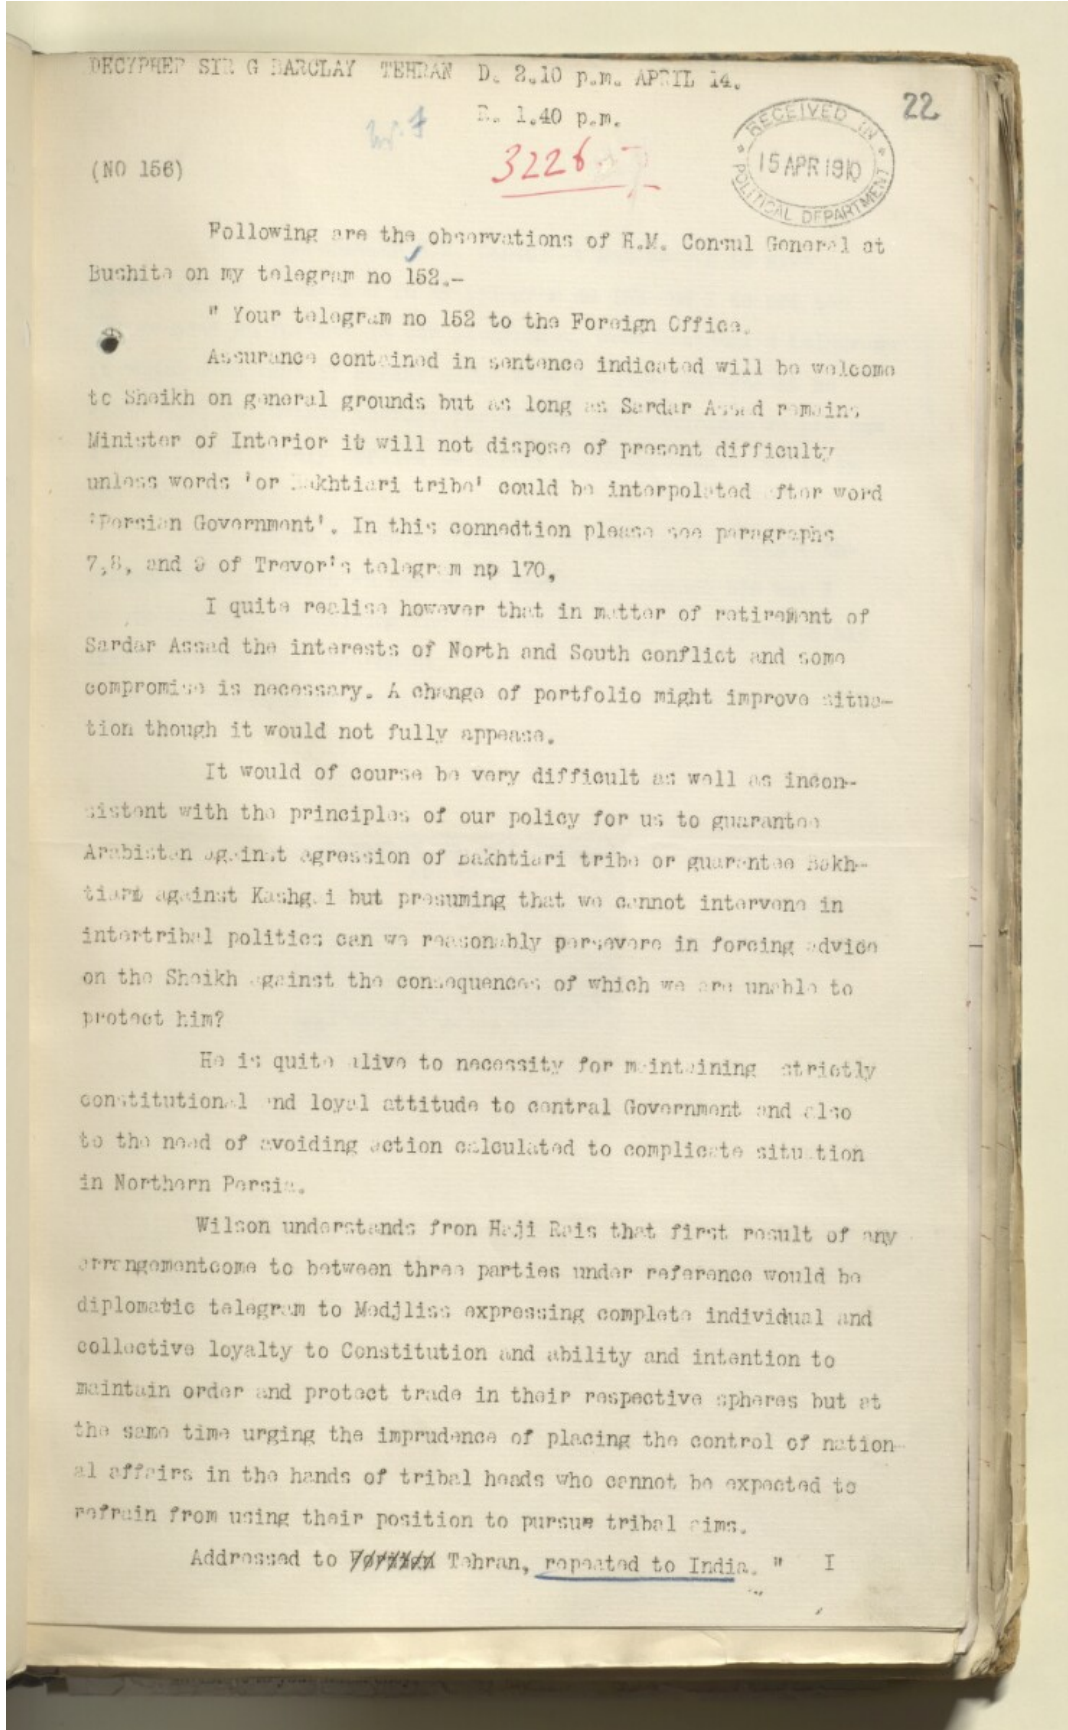 DECYPHER SIR G BARCLAY TEHRAN D. 2.10 p.m. APRIL 14.
22
R. 1.40 p.m.
RECEIVED IN
15 APR 1910
POLITICAL DEPARTMENT
3226
(NO 156)
Following are the observations of H.M. Consul General at
Bushite on my telegram no 152.-
" Your telegram no 152 to the Foreign Office.
Assurance contained in sentence indicated will be welcome
to Sheikh on general grounds but as long as Sardar Assad remains
Minister of Interior it will not dispose of present difficulty
unless words 'or Bakhtiari tribe' could be interpolated after word
'Persian Government'. In this connedtion please see paragraphs
7,8, and 9 of Trevor's telegram np 170,
I quite realise however that in matter of retirement of
Sardar Assad the interests of North and South conflict and some
compromise is necessary. A change of portfolio might improve situa-
tion though it would not fully appease.
It would of course be very difficult as well as incon-
sistent with the principles of our policy for us to guarantee
Arabistan against agression of Bakhtiari tribe or guarantee Bakh-
tiari against Kashgai but presuming that we cannot intervene in
intertribal politics can we reasonably persevere in forcing advice
on the Sheikh against the consequences of which we are unable to
protect him?
He is quite alive to necessity for maintaining strictly
constitutional and loyal attitude to central Government and also
to the need of avoiding action calculated to complicate situation
in Northern Persia.
Wilson understands fron Haji Rais that first result of any
arrangementcome to between three parties under reference would be
diplomatic telegram to Medjliss expressing complete individual and
collective loyalty to Constitution and ability and intention to
maintain order and protect trade in their respective spheres but at
the same time urging the imprudence of placing the control of nation-
al affairs in the hands of tribal heads who cannot be expected to
refrain from using their position to pursue tribal aims.
Addressed to Tehran, repeated to India. " I